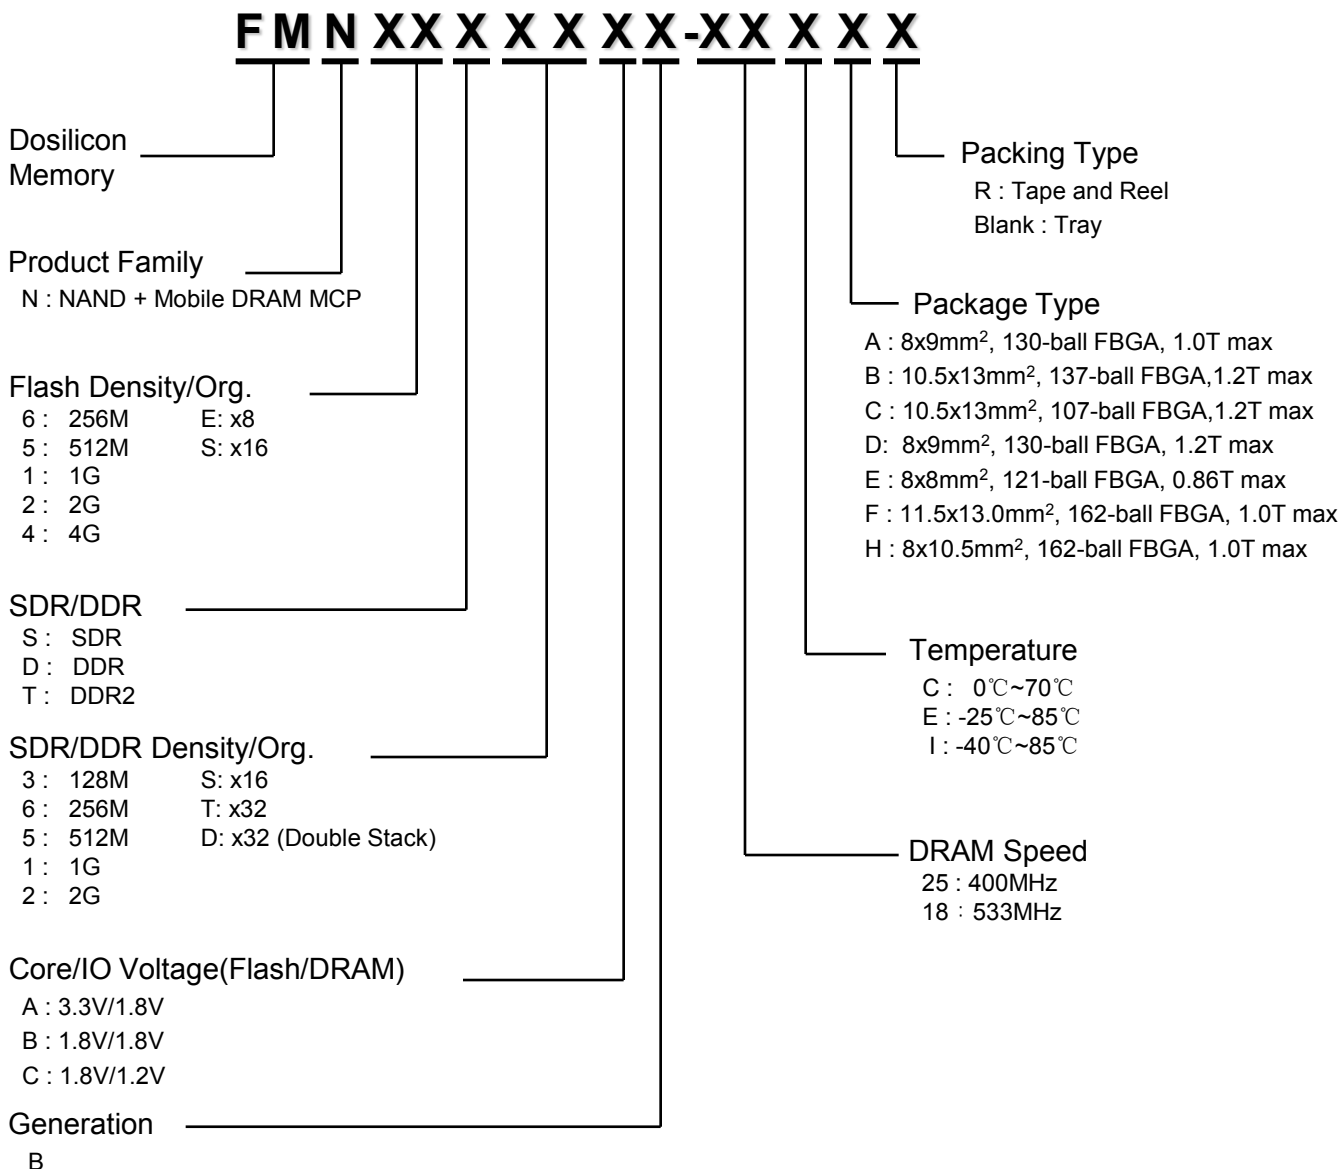 FMNXXXXXXX-XXXXX
Dosilicon
Memory
Product Family
N : NAND + Mobile DRAM MCP
Flash Density/Org.
6 : 256M E: x8
5 : 512M S: x16
1 : 1G
2 : 2G
4 : 4G
SDR/DDR
S : SDR
D : DDR
T : DDR2
SDR/DDR Density/Org.
3 : 128M S: x16
6 : 256M T: x32
5 : 512M D: x32 (Double Stack)
1 : 1G
2 : 2G
Core/IO Voltage(Flash/DRAM)
A : 3.3V/1.8V
B : 1.8V/1.8V
C : 1.8V/1.2V
Generation
B
Packing Type
R : Tape and Reel
Blank : Tray
Package Type
A : 8x9mm², 130-ball FBGA, 1.0T max
B : 10.5x13mm², 137-ball FBGA,1.2T max
C : 10.5x13mm², 107-ball FBGA,1.2T max
D: 8x9mm², 130-ball FBGA, 1.2T max
E : 8x8mm², 121-ball FBGA, 0.86T max
F : 11.5x13.0mm², 162-ball FBGA, 1.0T max
H : 8x10.5mm², 162-ball FBGA, 1.0T max
Temperature
C : 0℃~70℃
E : -25℃~85℃
I : -40℃~85℃
DRAM Speed
25 : 400MHz
18 : 533MHz